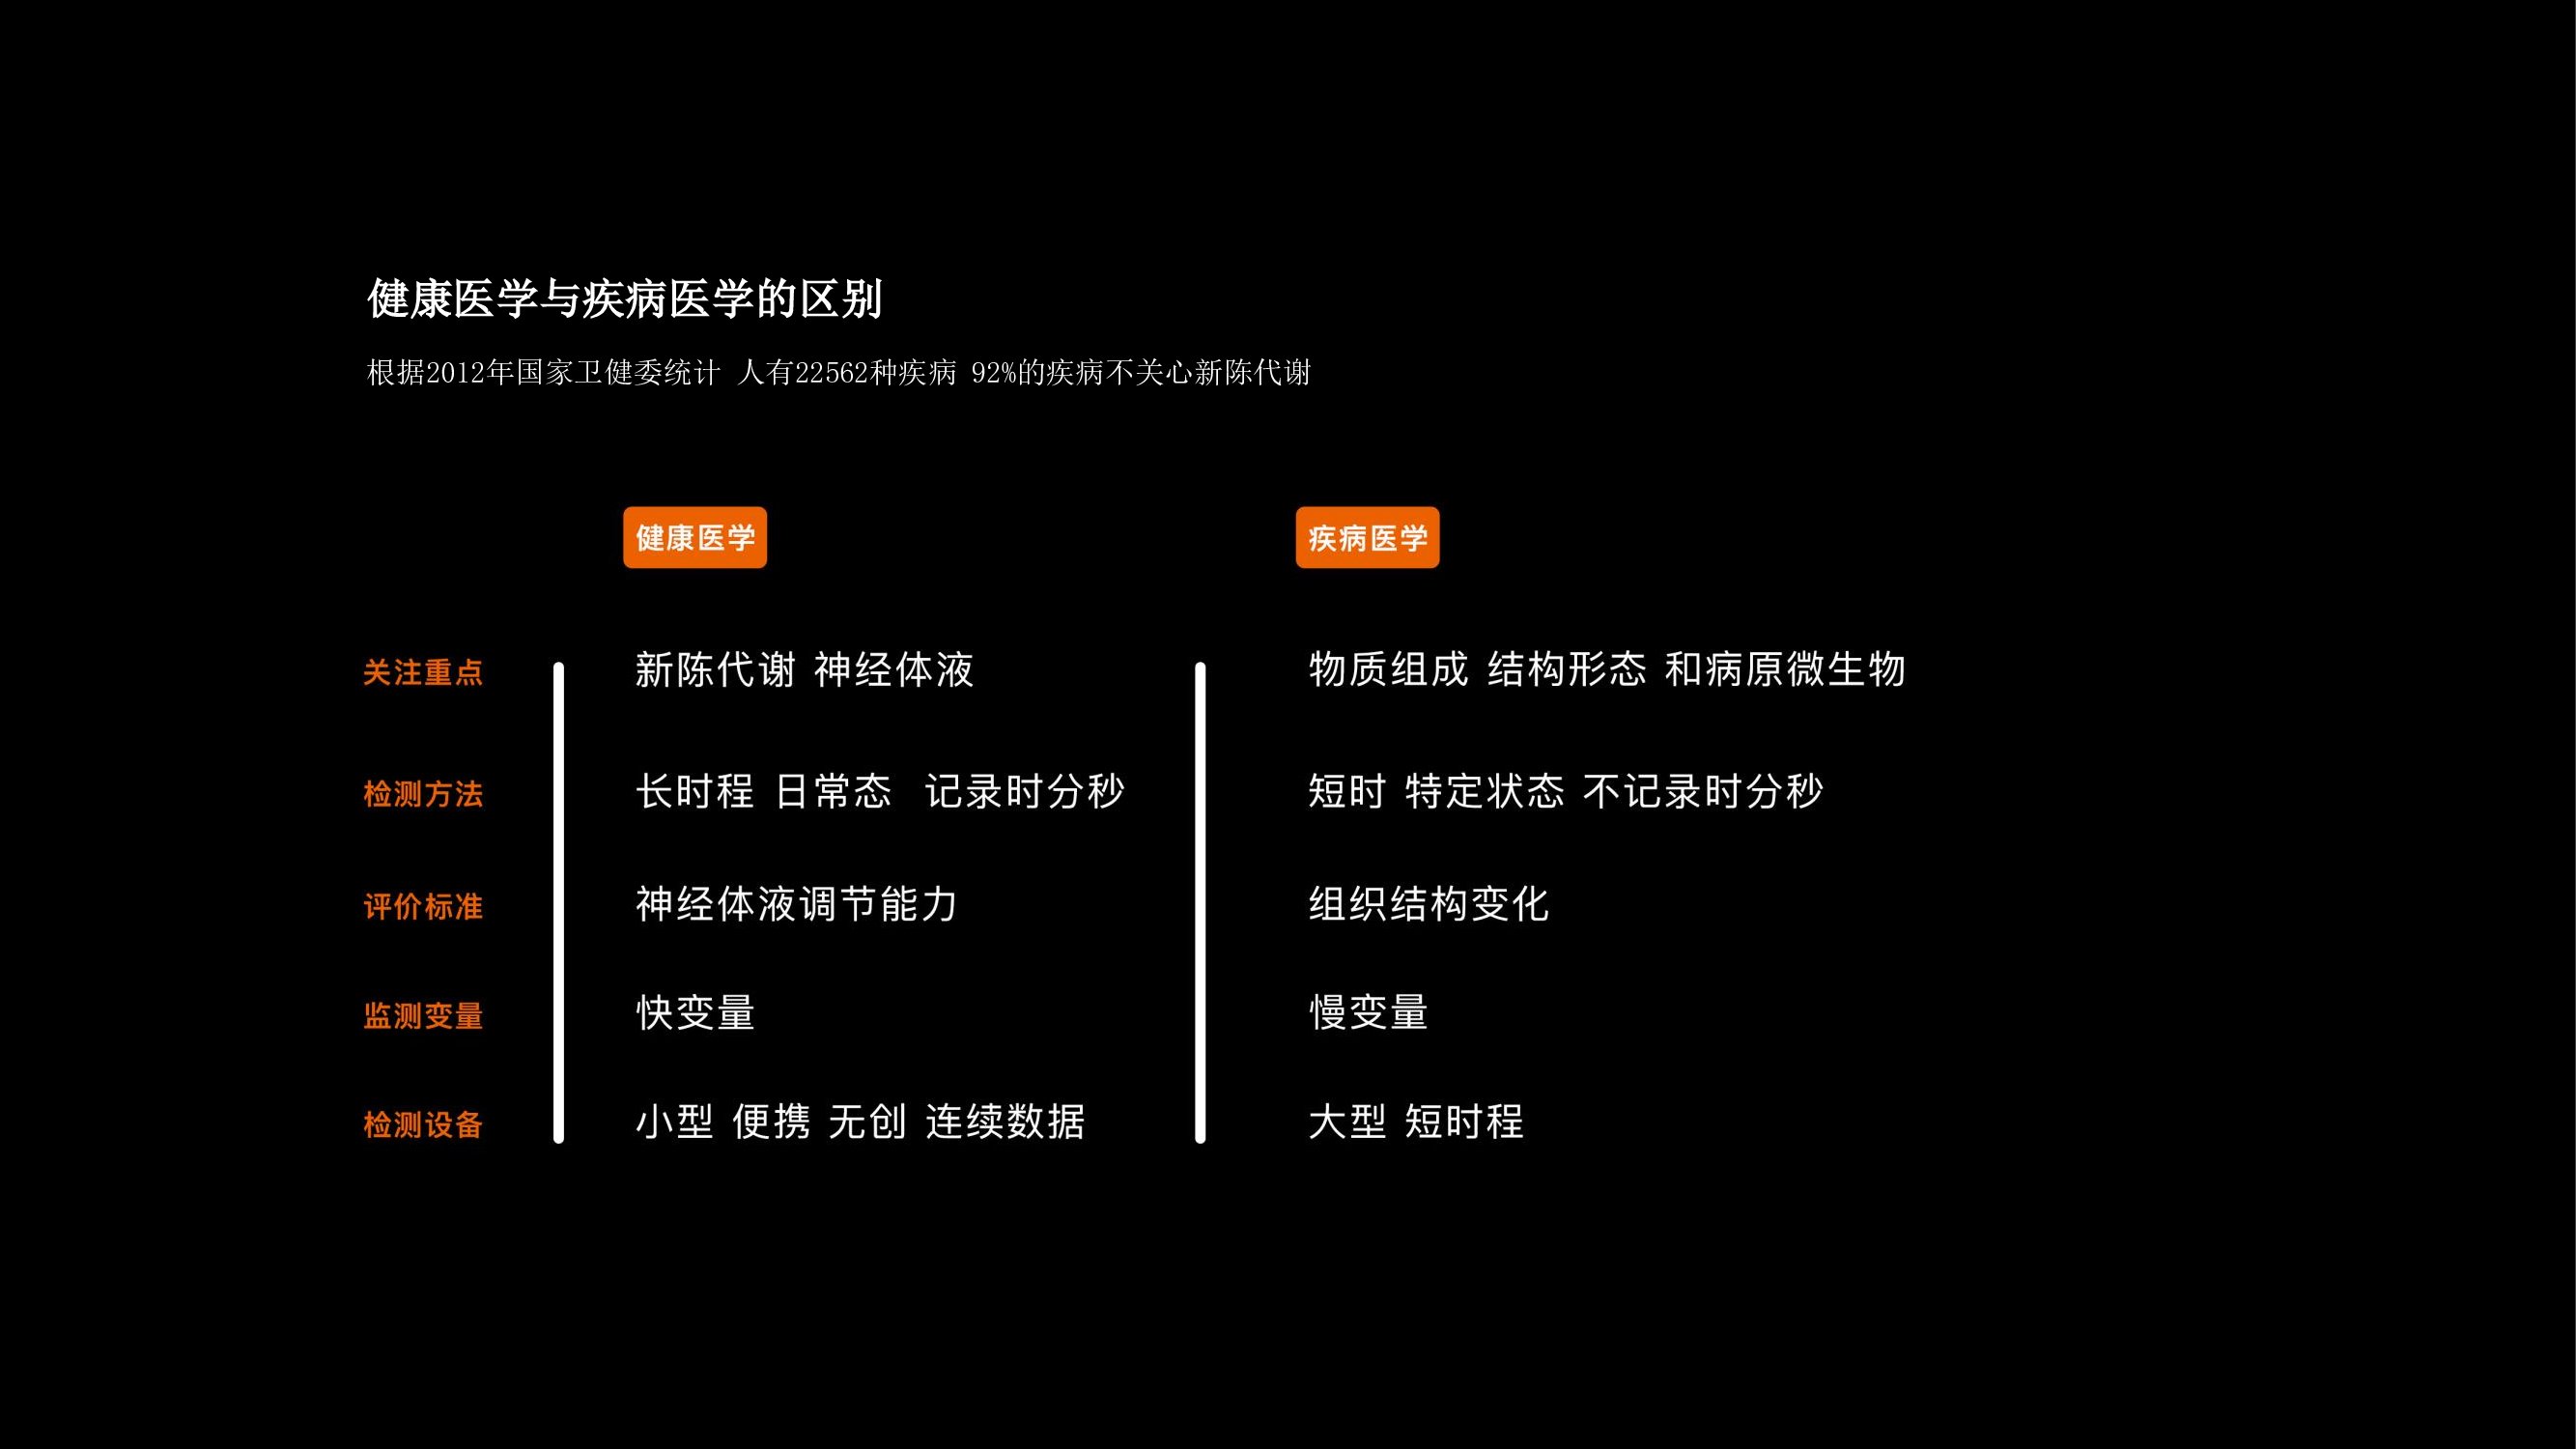 健康医学与疾病医学的区别
根据2012年国家卫健委统计 人有22562种疾病 92%的疾病不关心新陈代谢
健康医学 疾病医学
关注重点 新陈代谢 神经体液 物质组成 结构形态 和病原微生物
检测方法 长时程 日常态 记录时分秒 短时 特定状态 不记录时分秒
评价标准 神经体液调节能力 组织结构变化
监测变量 快变量 慢变量
检测设备 小型 便携 无创 连续数据 大型 短时程